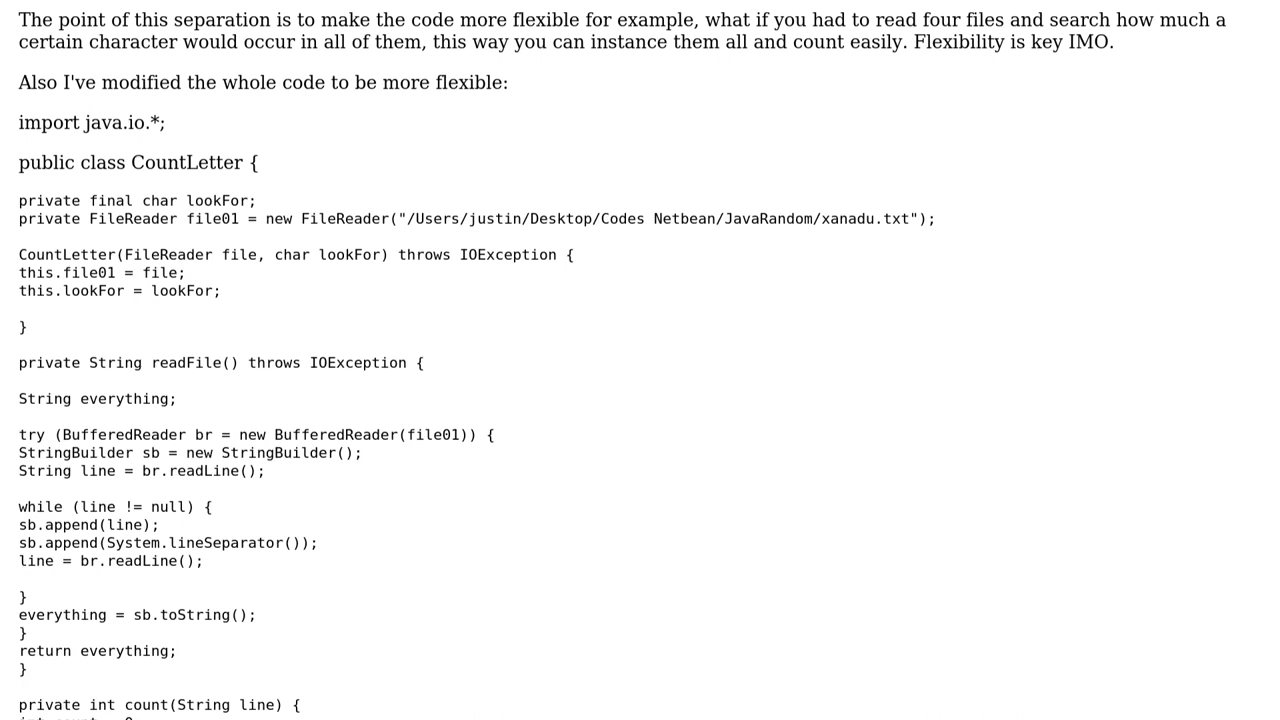 The point of this separation is to make the code more flexible for example, what if you had to read four files and search how much a
certain character would occur in all of them, this way you can instance them all and count easily. Flexibility is key IMO.
Also I've modified the whole code to be more flexible:
import java.io.*;
public class CountLetter {
private final char lookFor;
private FileReader file01 = new FileReader("/Users/justin/Desktop/Codes Netbean/JavaRandom/xanadu.txt");
CountLetter(FileReader file, char lookFor) throws IOException {
this.file01 = file;
this.lookFor = lookFor;
}
private String readFile() throws IOException {
String everything;
try (BufferedReader br = new BufferedReader(file01)) {
StringBuilder sb = new StringBuilder();
String line = br.readLine();
while (line != null) {
sb.append(line);
sb.append(System.lineSeparator());
line = br.readLine();
}
everything = sb.toString();
}
return everything;
}
private int count(String line) {